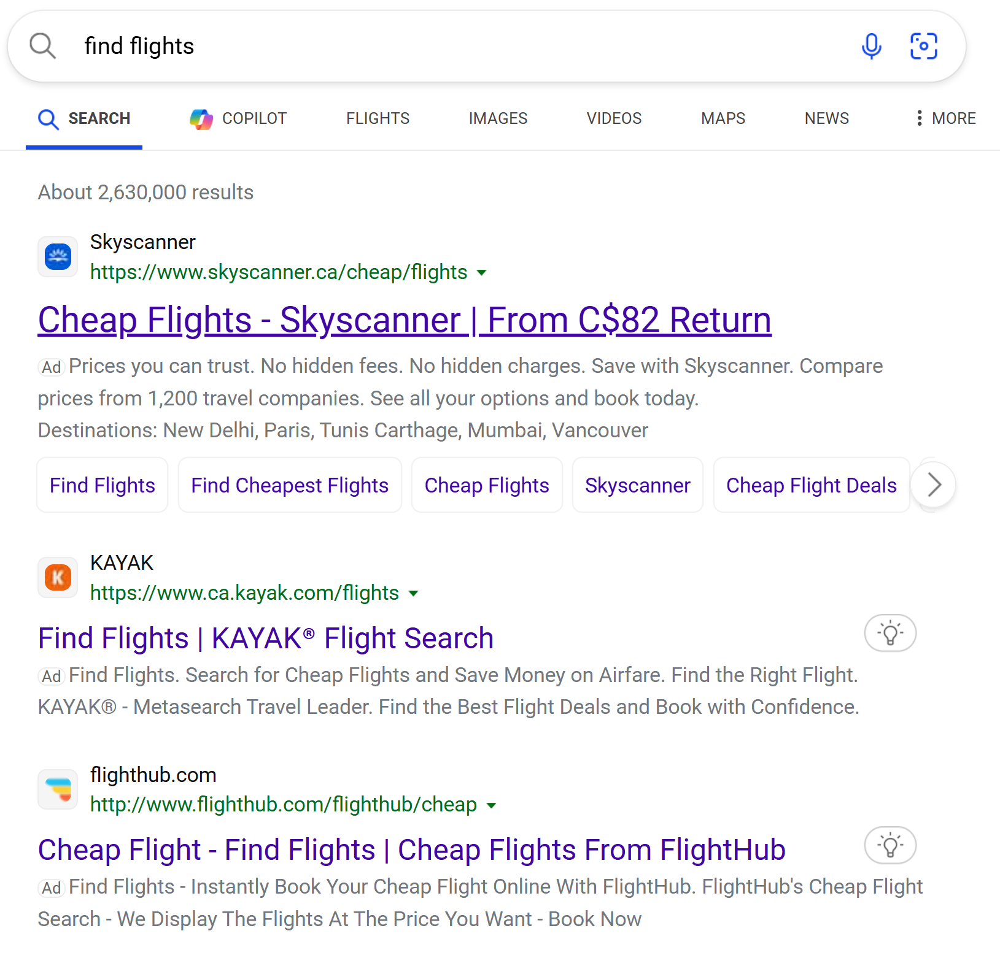 find flights
SEARCH COPILOT FLIGHTS IMAGES VIDEOS MAPS NEWS MORE
About 2,630,000 results
Skyscanner
https://www.skyscanner.ca/cheap/flights
Cheap Flights - Skyscanner | From C$82 Return
Ad Prices you can trust. No hidden fees. No hidden charges. Save with Skyscanner. Compare
prices from 1,200 travel companies. See all your options and book today.
Destinations: New Delhi, Paris, Tunis Carthage, Mumbai, Vancouver
Find Flights Find Cheapest Flights Cheap Flights Skyscanner Cheap Flight Deals
K
KAYAK
https://www.ca.kayak.com/flights
Find Flights | KAYAK® Flight Search
Ad Find Flights. Search for Cheap Flights and Save Money on Airfare. Find the Right Flight.
KAYAK® - Metasearch Travel Leader. Find the Best Flight Deals and Book with Confidence.
flighthub.com
http://www.flighthub.com/flighthub/cheap
Cheap Flight - Find Flights | Cheap Flights From FlightHub
Ad Find Flights - Instantly Book Your Cheap Flight Online With FlightHub. FlightHub's Cheap Flight
Search - We Display The Flights At The Price You Want - Book Now